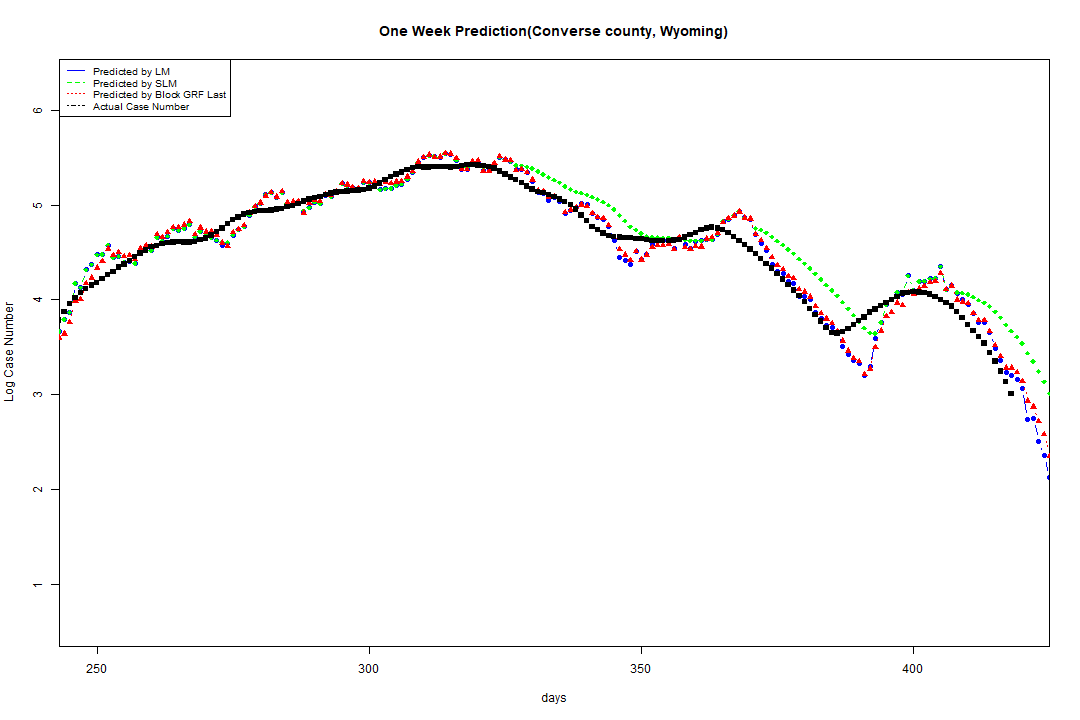 One Week Prediction(Converse county, Wyoming)
Predicted by LM
Predicted by SLM
Predicted by Block GRF Last
Actual Case Number
6
5
4
3
2
1
Log Case Number
250 300 350 400
days